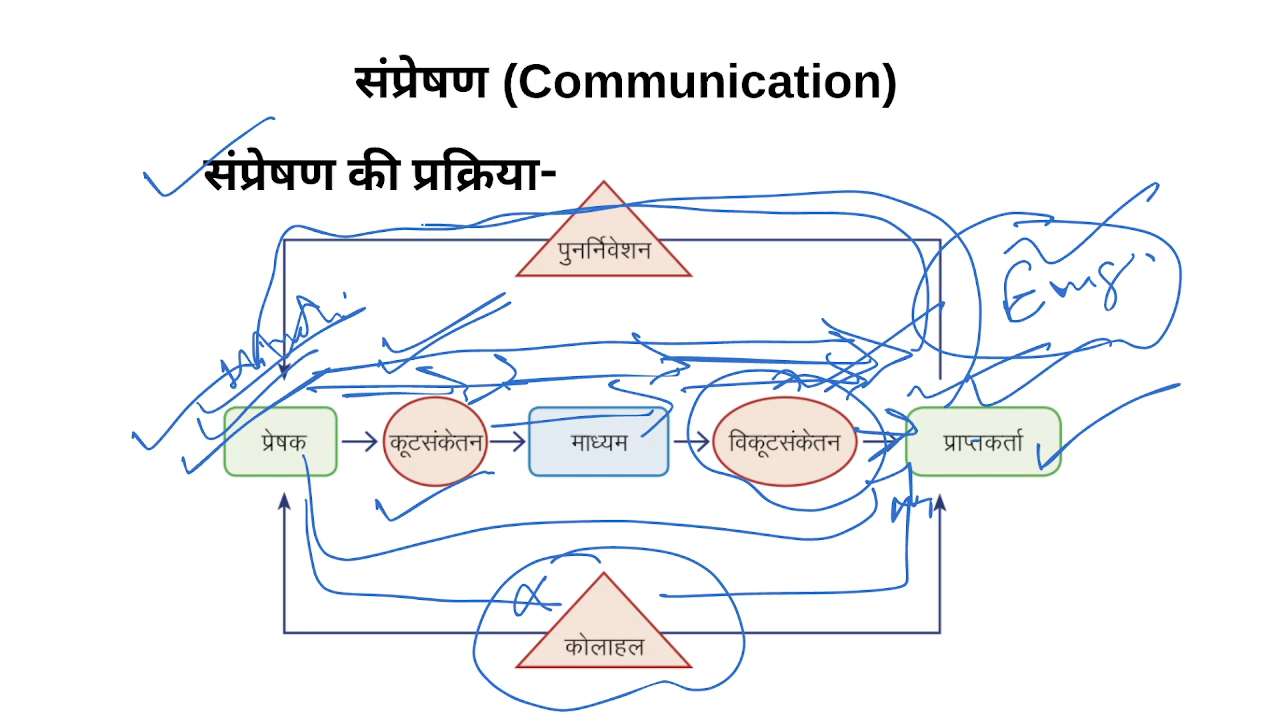 संप्रेषण (Communication)
संप्रेषण की प्रक्रिया-
पुनर्निवेशन
प्रेषक
कूटसंकेतन
माध्यम
विकूटसंकेतन
प्राप्तकर्ता
कोलाहल